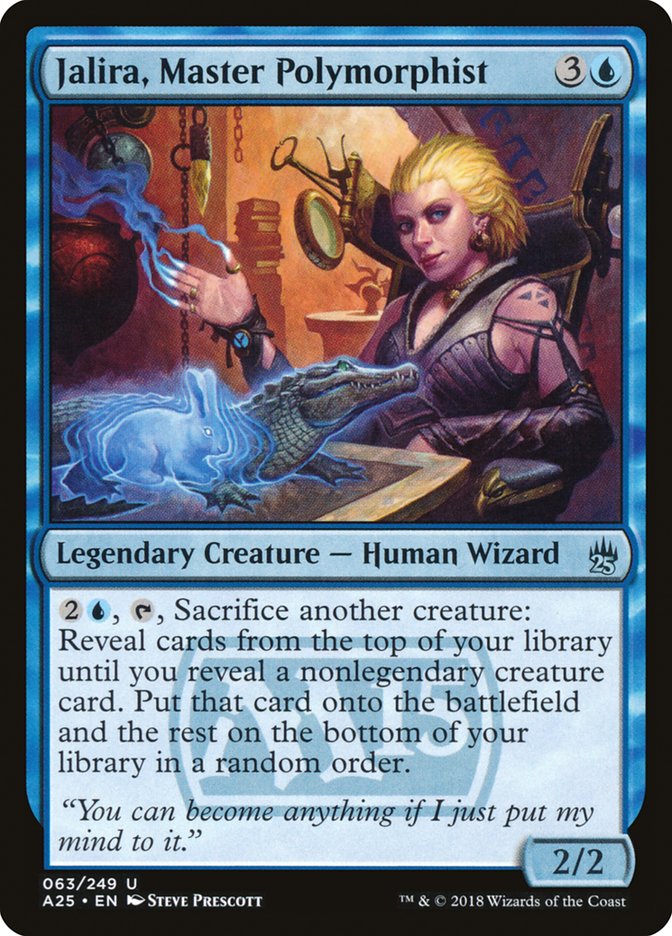 Jalira, Master Polymorphist 3
Legendary Creature — Human Wizard
25
2, , Sacrifice another creature:
Reveal cards from the top of your library
until you reveal a nonlegendary creature
card. Put that card onto the battlefield
and the rest on the bottom of your
library in a random order.
M15
“You can become anything if I just put my
mind to it.”
2/2
063/249 U
A25 • EN Steve Prescott
™ & © 2018 Wizards of the Coast